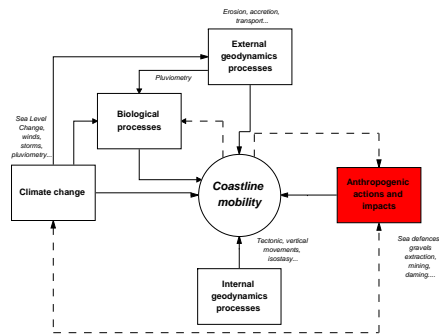 Erosion, accretion,
transport...
External
geodynamics
processes
Pluviometry
Sea Level
Change,
winds,
storms,
pluviometry...
Biological
processes
Climate change
Coastline
mobility
Anthropogenic
actions and
impacts
Tectonic, vertical
movements,
isostasy...
Sea defences
gravels
extraction,
mining,
daming....
Internal
geodynamics
processes